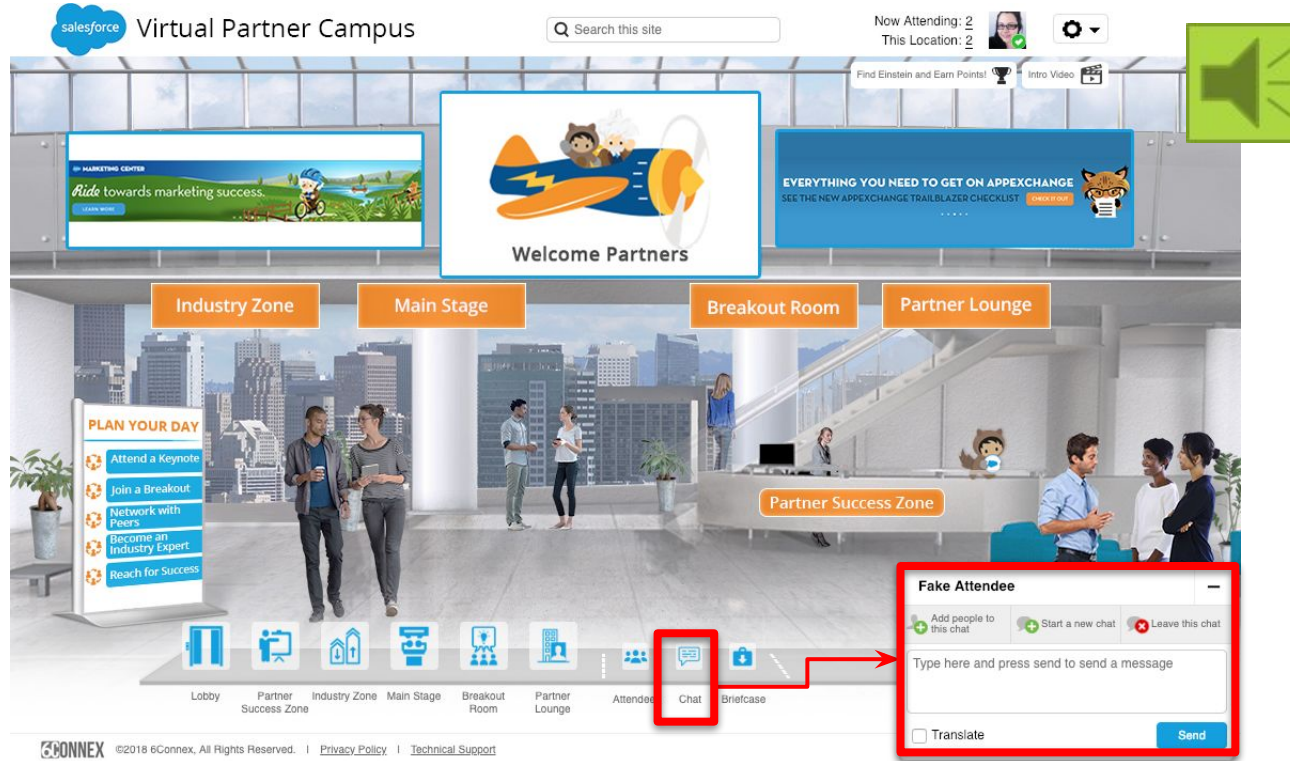 salesforce
Virtual Partner Campus
Search this site
Now Attending: 2
This Location: 2
Find Einstein and Earn Points!
Intro Video
MARKETING CENTER
Ride towards marketing success.
LEARN MORE
Welcome Partners
EVERYTHING YOU NEED TO GET ON APPEXCHANGE
SEE THE NEW APPEXCHANGE TRAILBLAZER CHECKLIST
CHECK IT OUT
Industry Zone
Main Stage
Breakout Room
Partner Lounge
PLAN YOUR DAY
Attend a Keynote
Join a Breakout
Network with
Peers
Become an
Industry Expert
Reach for Success
Partner Success Zone
Fake Attendee
Add people to
this chat
Start a new chat
Leave this chat
Type here and press send to send a message
Translate
Send
Lobby
Partner
Success Zone
Industry Zone
Main Stage
Breakout
Room
Partner
Lounge
Attendee
Chat
Briefcase
6CONNEX
©2018 6Connex, All Rights Reserved. | Privacy Policy | Technical Support